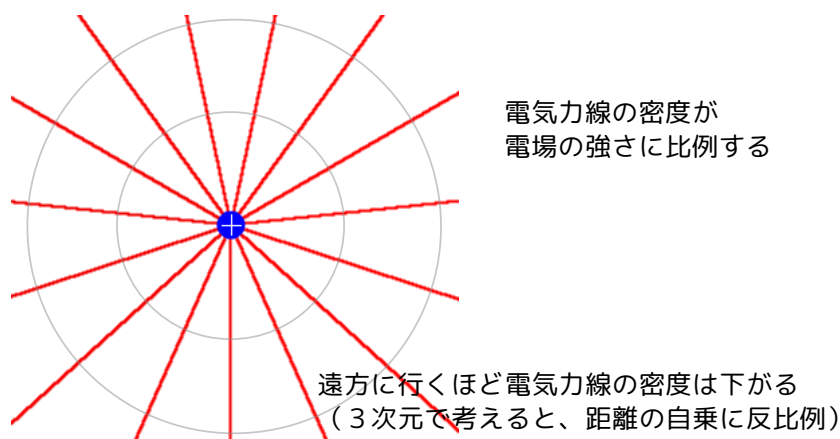 電気力線の密度が
電場の強さに比例する
遠方に行くほど電気力線の密度は下がる
（３次元で考えると、距離の自乗に反比例）